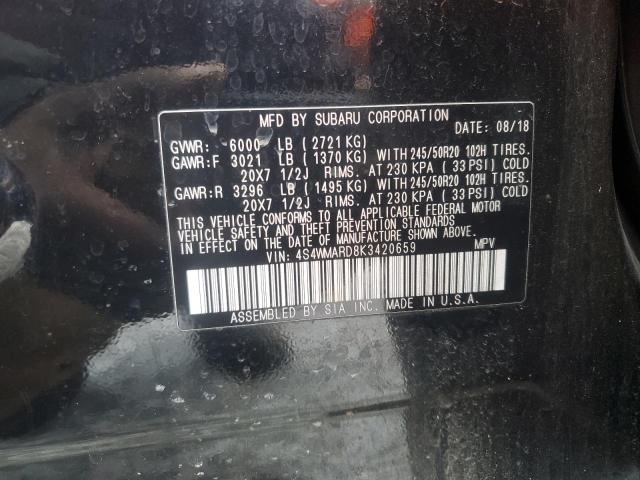 MFD BY SUBARU CORPORATION
DATE: 08/18
GVWR: 6000 LB (2721 KG)
GAWR:F 3021 LB (1370 KG) WITH 245/50R20 102H TIRES.
20X7 1/2J RIMS. AT 230 KPA (33 PSI) COLD
GAWR:R 3296 LB (1495 KG) WITH 245/50R20 102H TIRES.
20X7 1/2J RIMS. AT 230 KPA (33 PSI) COLD
THIS VEHICLE CONFORMS TO ALL APPLICABLE FEDERAL MOTOR
VEHICLE SAFETY AND THEFT PREVENTION STANDARDS
IN EFFECT ON THE DATE OF MANUFACTURE SHOWN ABOVE.
VIN: 4S4WMARD8K3420659 MPV
ASSEMBLED BY SIA INC. MADE IN U.S.A.